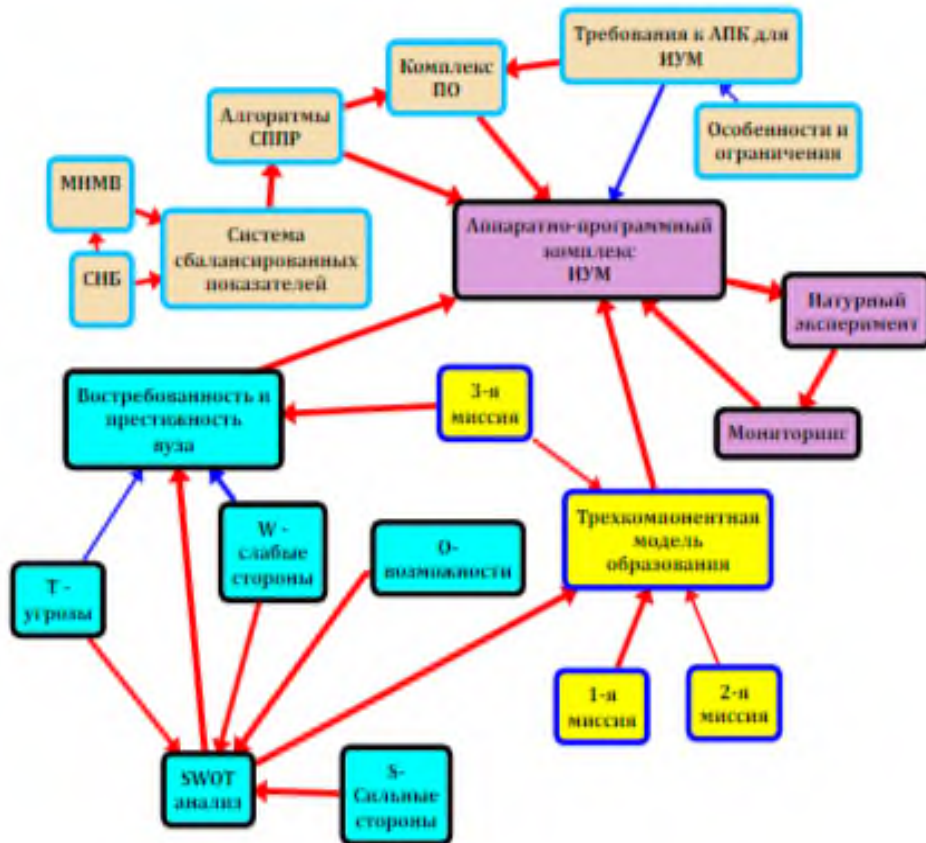 Требования к АПК для
ИУМ
Комплекс
ПО
Алгоритмы
СППР
Особенности и
ограничения
МНМВ
СНБ
Система
сбалансированных
показателей
Аппаратно-программный
комплекс
ИУМ
Натурный
эксперимент
Мониторинг
Востребованность и
престижность
вуза
3-я
миссия
Трехкомпонентная
модель
образования
W -
слабые
стороны
О-
возможности
Т -
угрозы
1-я
миссия
2-я
миссия
SWOT
анализ
S-
Сильные
стороны